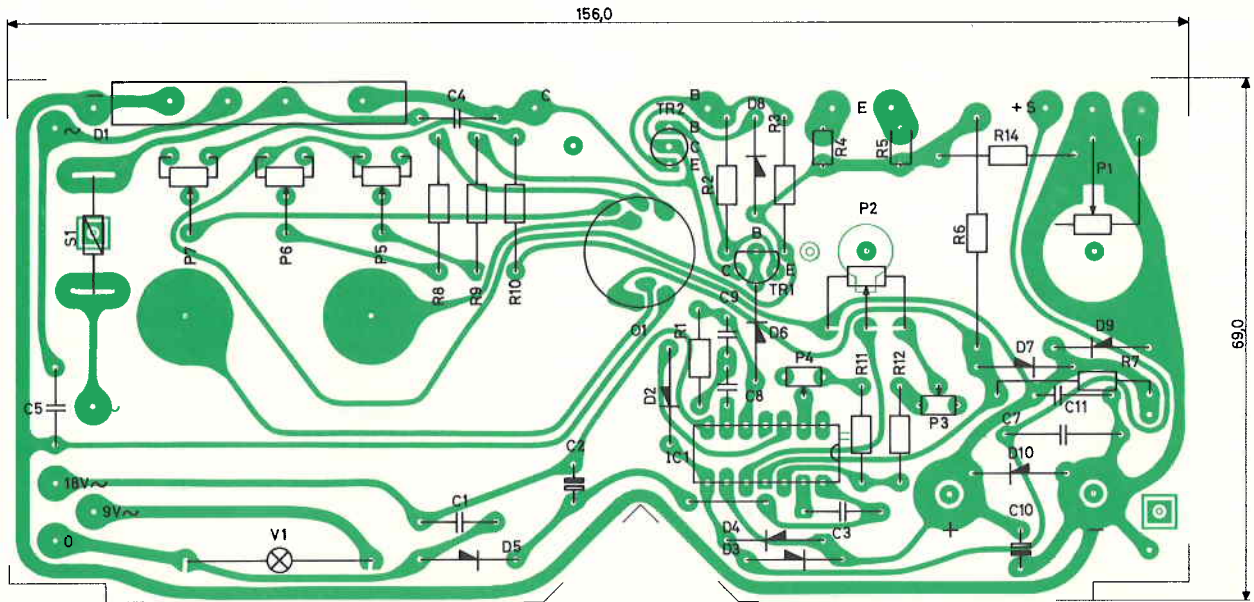 156,0
69,0
C4
C
B
TR2
B
C
E
D8
R3
E
R4
R5
+ S
R14
P1
−
~
D1
S1
P7
P6
P5
R8
R9
R10
R2
B
C
E
TR1
P2
R6
O1
R1
C9
D6
P4
R11
R12
D7
D9
R7
C5
~
D2
C8
P3
C11
C7
C2
IC1
D10
18V~
9V~
0
C1
V1
D5
D4
D3
C3
+
C10
−